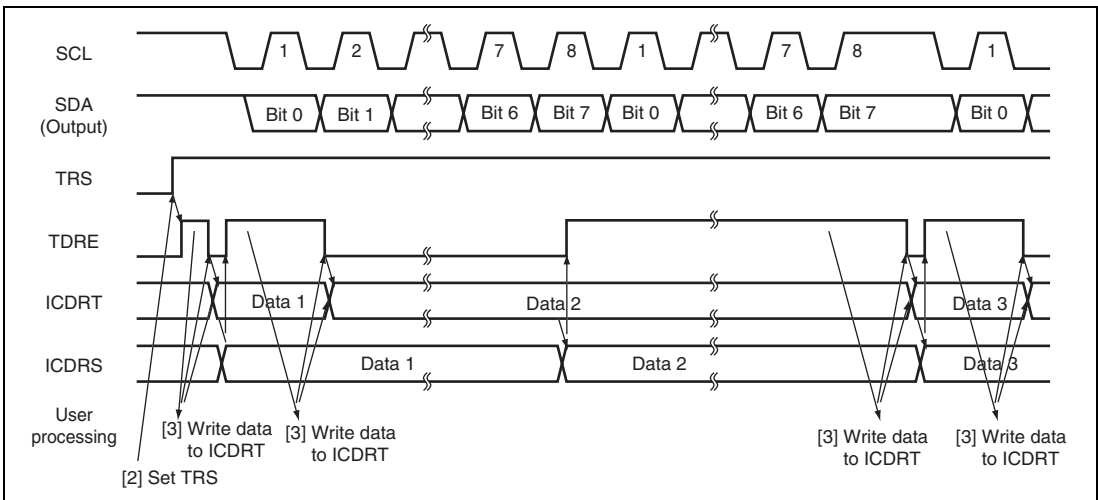 SCL 1 2 7 8 1 7 8 1
SDA
(Output)
Bit 0 Bit 1 Bit 6 Bit 7 Bit 0 Bit 6 Bit 7 Bit 0
TRS
TDRE
ICDRT Data 1 Data 2 Data 3
ICDRS Data 1 Data 2 Data 3
User
processing
[3] Write data
to ICDRT
[3] Write data
to ICDRT
[3] Write data
to ICDRT
[3] Write data
to ICDRT
[2] Set TRS